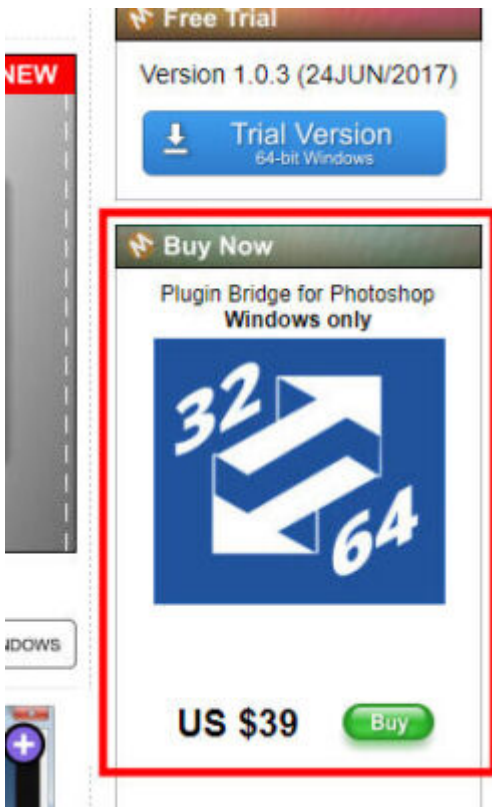 NEW
NDOWS
Free Trial
Version 1.0.3 (24JUN/2017)
Trial Version
64-bit Windows
Buy Now
Plugin Bridge for Photoshop
Windows only
32
64
US $39
Buy